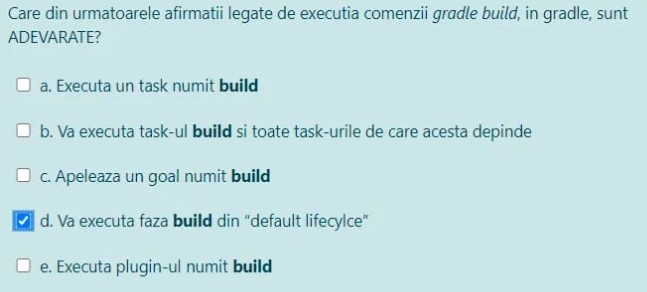 Care din urmatoarele afirmatii legate de executia comenzii gradle build, in gradle, sunt
ADEVARATE?
a. Executa un task numit build
b. Va executa task-ul build si toate task-urile de care acesta depinde
c. Apeleaza un goal numit build
d. Va executa faza build din "default lifecylce"
e. Executa plugin-ul numit build